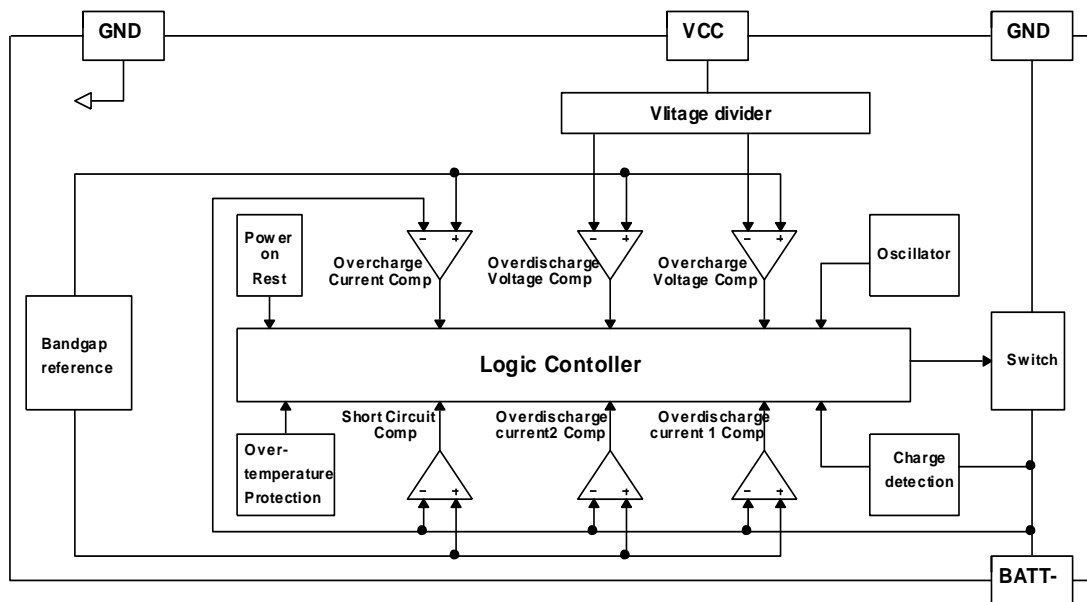 GND
VCC
GND
Vlitage divider
Power
on
Rest
－
+
－
+
－
+
Overcharge
Current Comp
Overdischarge
Voltage Comp
Overcharge
Voltage Comp
Oscillator
Bandgap
reference
Logic Contoller
Switch
Over-
temperature
Protection
Short Circuit
Comp
Overdischarge
current2 Comp
Overdischarge
current 1 Comp
－
+
－
+
－
+
Charge
detection
BATT-